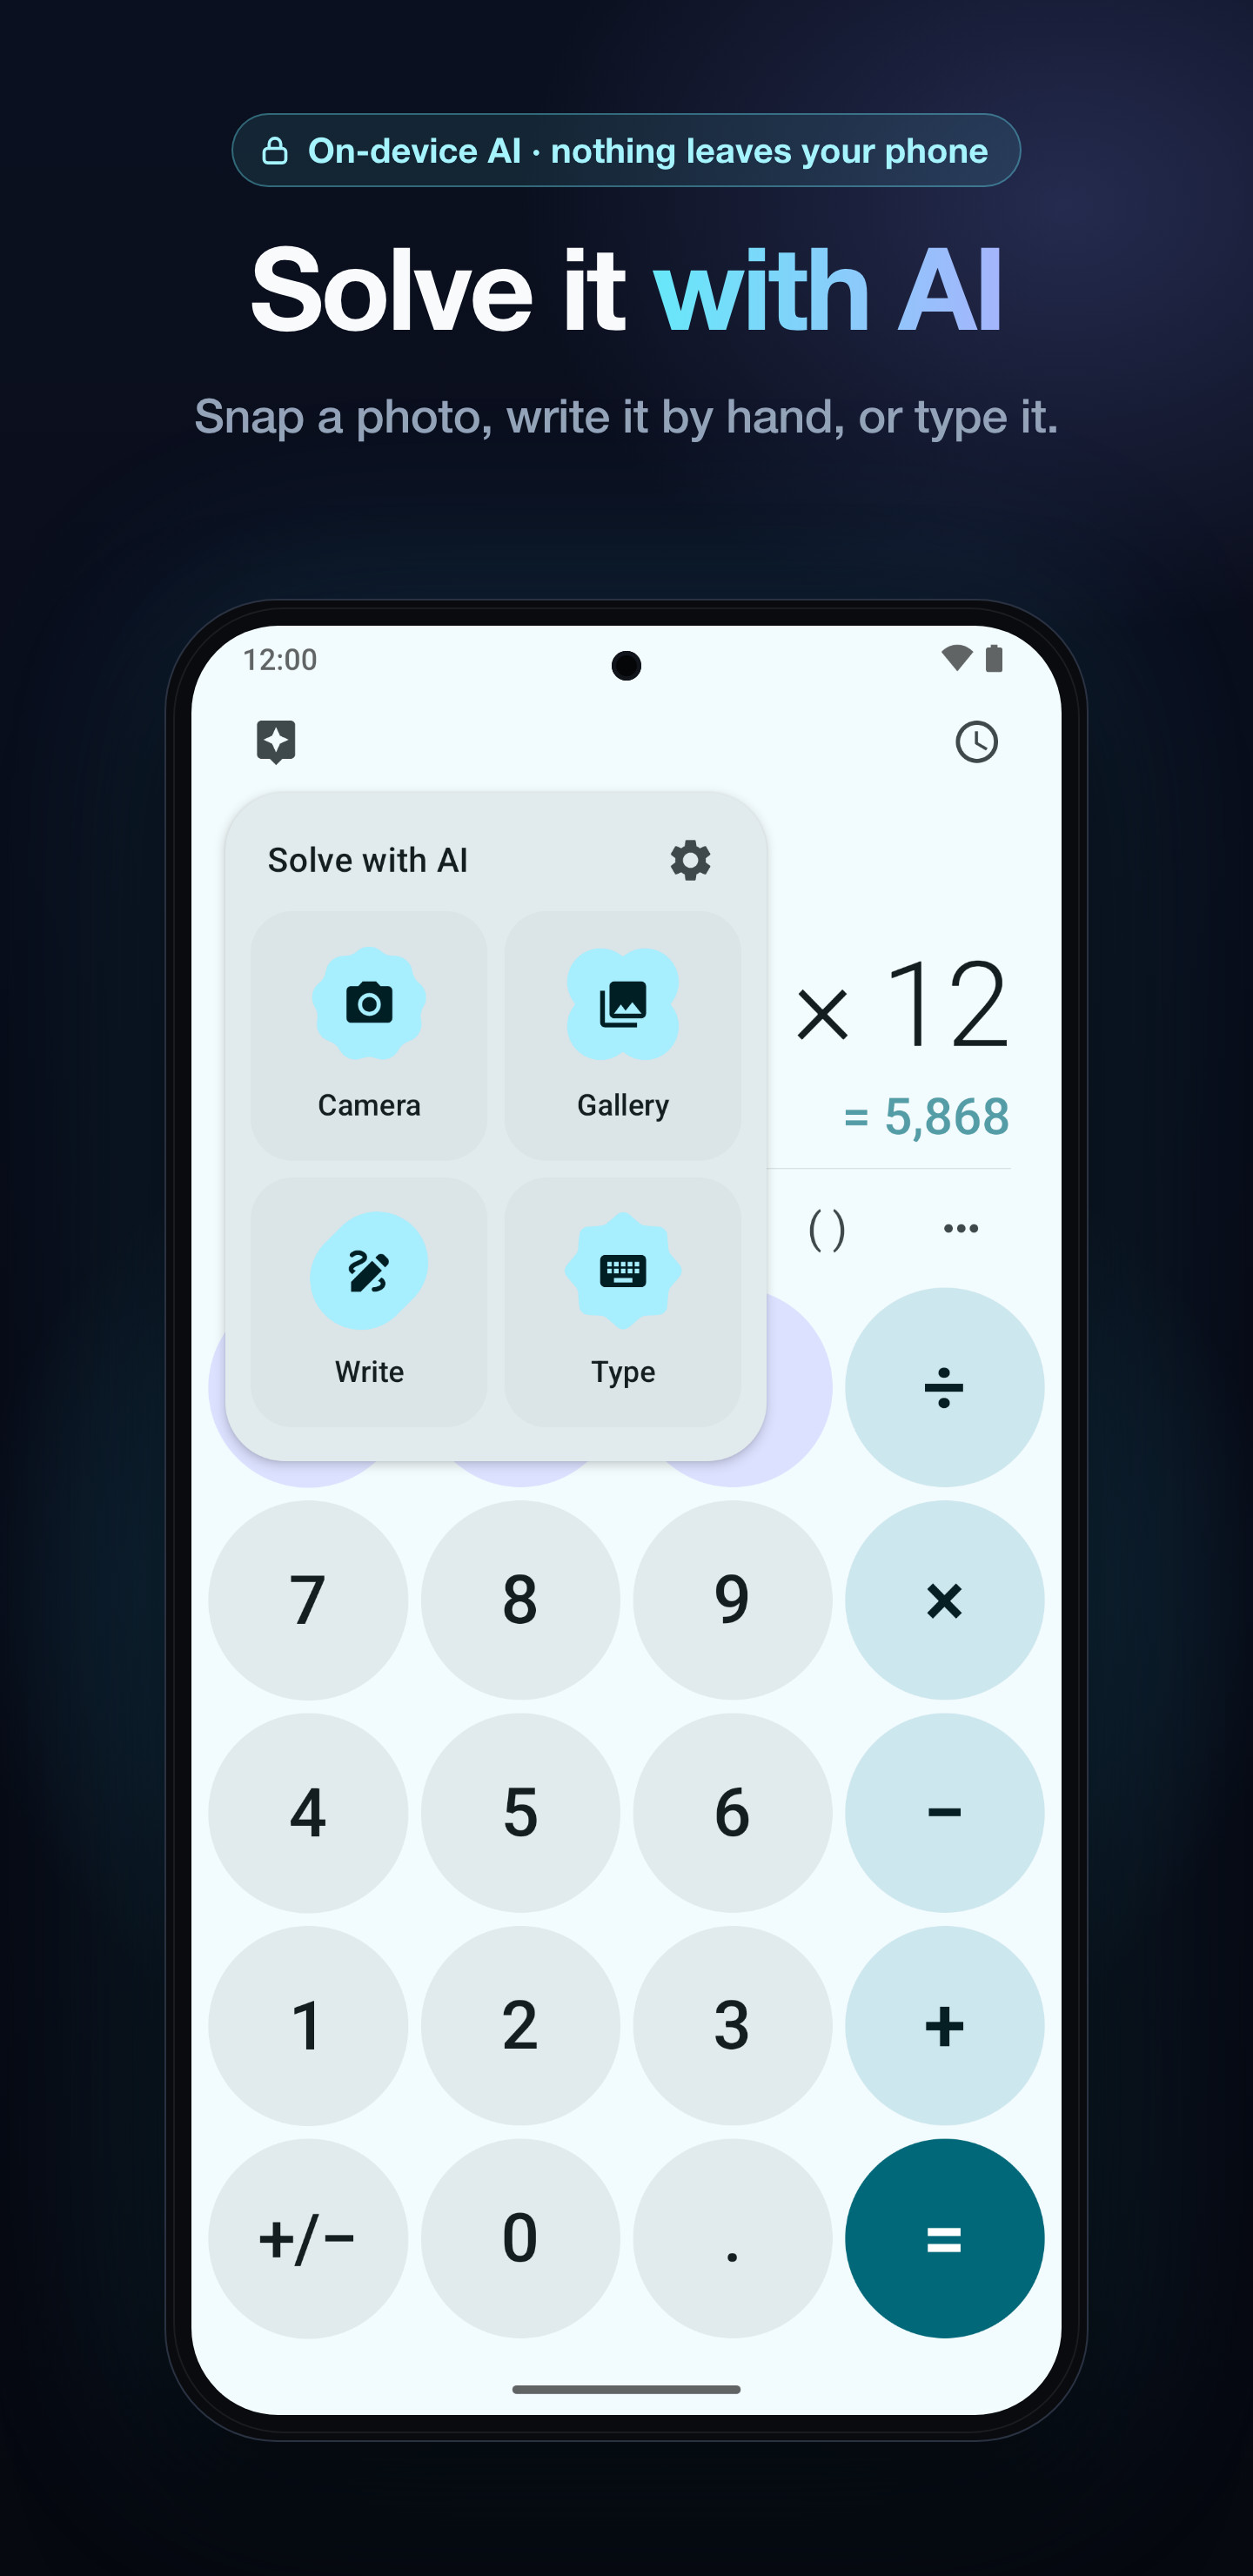 On-device AI · nothing leaves your phone
Solve it with AI
Snap a photo, write it by hand, or type it.
12:00
Solve with AI
Camera
Gallery
× 12
= 5,868
( )
Write
Type
÷
7 8 9 ×
4 5 6 −
1 2 3 +
+/− 0 . =